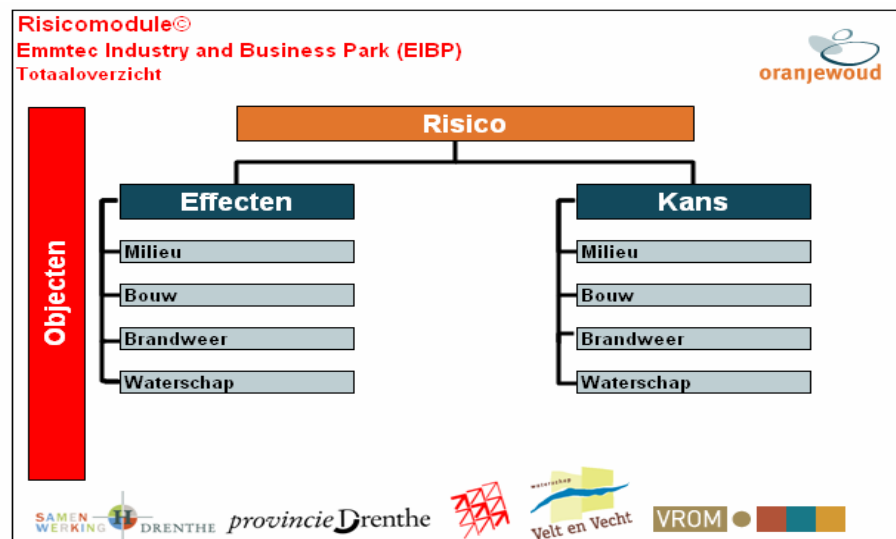 Risicomodule©
Emmtec Industry and Business Park (EIBP)
Totaaloverzicht
oranjewoud
Objecten
Risico
Effecten
Milieu
Bouw
Brandweer
Waterschap
Kans
Milieu
Bouw
Brandweer
Waterschap
SAMEN
WERKING H DRENTHE
provincie Drenthe
waterschap
Velt en Vecht
VROM